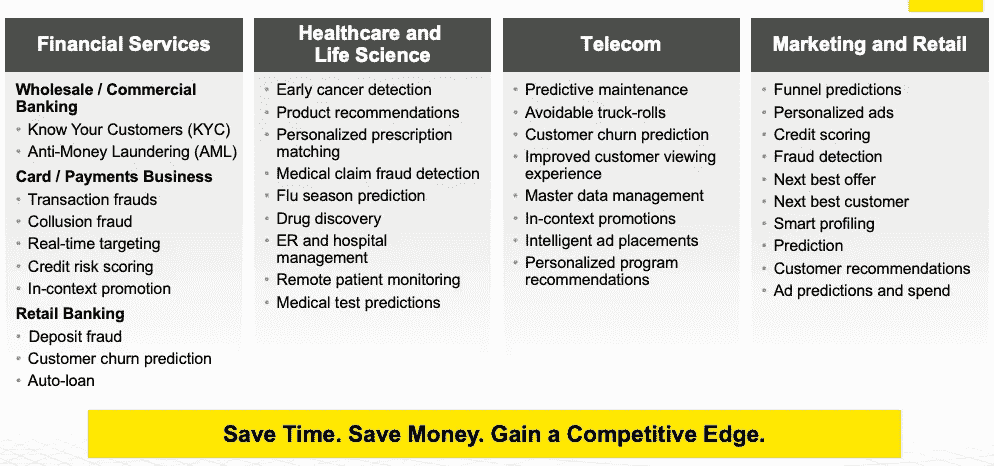 Financial Services
Wholesale / Commercial
Banking
Know Your Customers (KYC)
Anti-Money Laundering (AML)
Card / Payments Business
Transaction frauds
Collusion fraud
Real-time targeting
Credit risk scoring
In-context promotion
Retail Banking
Deposit fraud
Customer churn prediction
Auto-loan
Healthcare and
Life Science
Early cancer detection
Product recommendations
Personalized prescription
matching
Medical claim fraud detection
Flu season prediction
Drug discovery
ER and hospital
management
Remote patient monitoring
Medical test predictions
Telecom
Predictive maintenance
Avoidable truck-rolls
Customer churn prediction
Improved customer viewing
experience
Master data management
In-context promotions
Intelligent ad placements
Personalized program
recommendations
Marketing and Retail
Funnel predictions
Personalized ads
Credit scoring
Fraud detection
Next best offer
Next best customer
Smart profiling
Prediction
Customer recommendations
Ad predictions and spend
Save Time. Save Money. Gain a Competitive Edge.